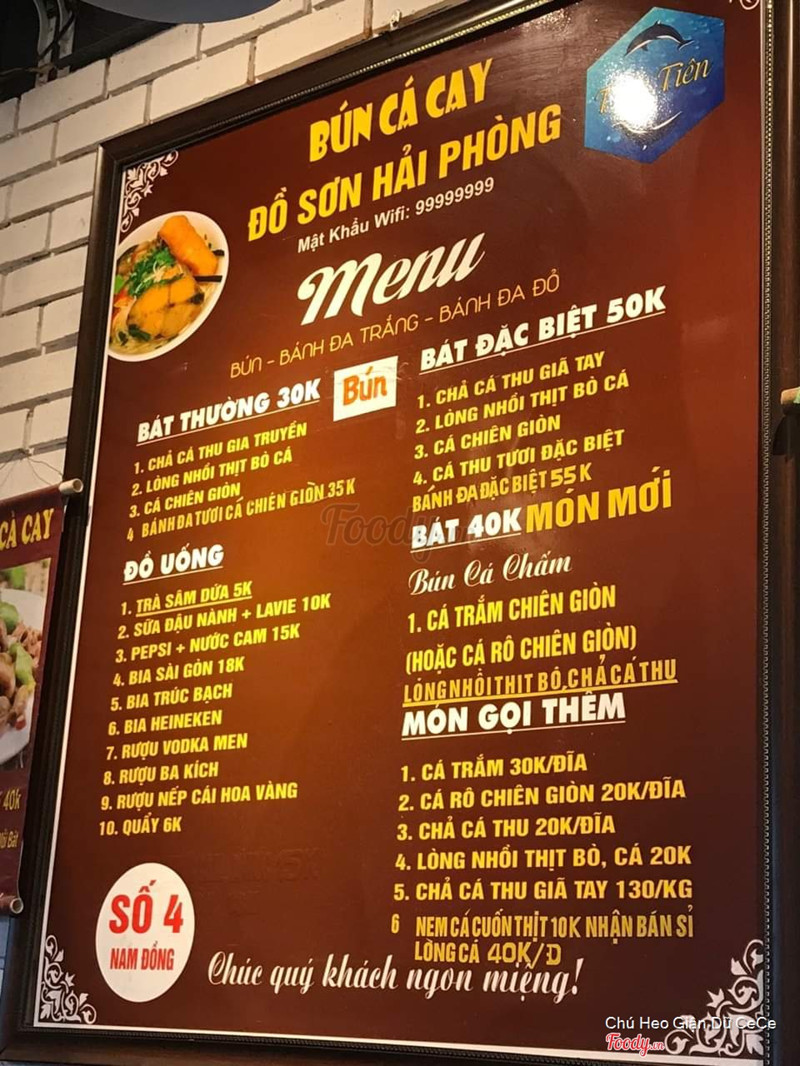 Tiên
BÚN CÁ CAY
ĐỒ SƠN HẢI PHÒNG
Mật Khẩu Wifi: 99999999
Menu
BÚN - BÁNH ĐA TRẮNG - BÁNH ĐA ĐỎ
BÁT THƯỜNG 30K
Bún
1. CHẢ CÁ THU GIA TRUYỀN
2. LÒNG NHỒI THỊT BÒ CÁ
3. CÁ CHIÊN GIÒN
4 BÁNH ĐA TƯƠI CÁ CHIÊN GIÒN 35K
ĐỒ UỐNG
1. TRÀ SÂM DỨA 5K
2. SỮA ĐẬU NÀNH + LAVIE 10K
3. PEPSI + NƯỚC CAM 15K
4. BIA SÀI GÒN 18K
5. BIA TRÚC BẠCH
6. BIA HEINEKEN
7. RƯỢU VODKA MEN
8. RƯỢU BA KÍCH
9. RƯỢU NẾP CÁI HOA VÀNG
10. QUẨY 6K
BÁT ĐẶC BIỆT 50K
1. CHẢ CÁ THU GIÃ TAY
2. LÒNG NHỒI THỊT BÒ CÁ
3. CÁ CHIÊN GIÒN
4. CÁ THU TƯƠI ĐẶC BIỆT
BÁNH ĐA ĐẶC BIỆT 55K
BÁT 40K MÓN MỚI
Bún Cá Chấm
1. CÁ TRẮM CHIÊN GIÒN
(HOẶC CÁ RÔ CHIÊN GIÒN)
LÒNG NHỒI THỊT BÒ, CHẢ CÁ THU
MÓN GỌI THÊM
1. CÁ TRẮM 30K/ĐĨA
2. CÁ RÔ CHIÊN GIÒN 20K/ĐĨA
3. CHẢ CÁ THU 20K/ĐĨA
4. LÒNG NHỒI THỊT BÒ, CÁ 20K
5. CHẢ CÁ THU GIÃ TAY 130/KG
6 NEM CÁ CUỐN THỊT 10K NHẬN BÁN SỈ
LÒNG CÁ 40K/Đ
SỐ 4
NAM ĐỒNG
Chúc quý khách ngon miệng!
CÀ CAY
40k
Foody
Chú Heo Giản Dữ CeCe
Foody.vn